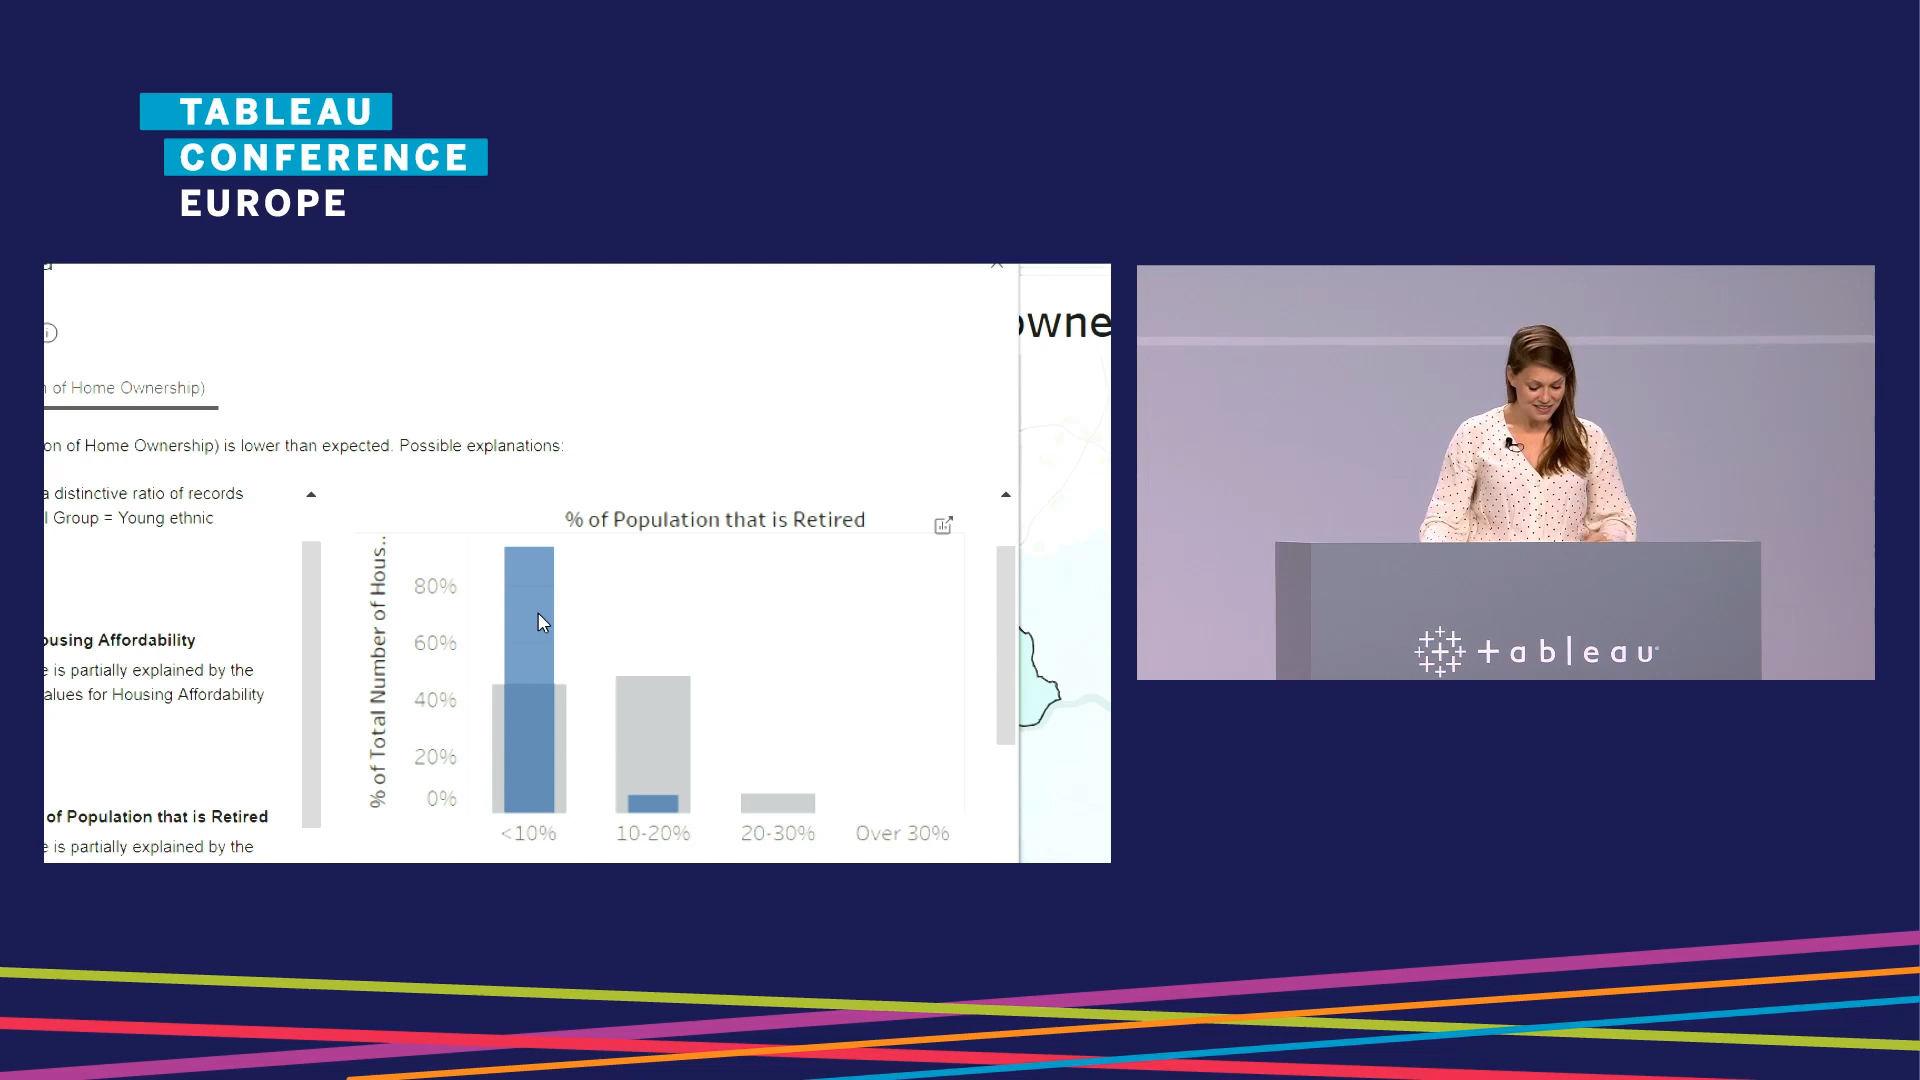 TABLEAU
CONFERENCE
EUROPE
owne
of Home Ownership)
on of Home Ownership) is lower than expected. Possible explanations:
a distinctive ratio of records
l Group = Young ethnic
ousing Affordability
e is partially explained by the
alues for Housing Affordability
of Population that is Retired
e is partially explained by the
% of Population that is Retired
% of Total Number of Hous..
80%
60%
40%
20%
0%
<10%
10-20%
20-30%
Over 30%
+ableau